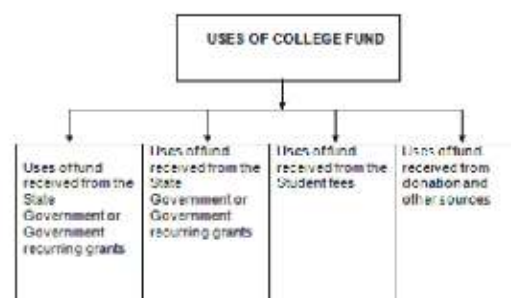 USES OF COLLEGE FUND
Uses of fund
received from the
State
Government or
Government
recurring grants
Uses of fund
received from the
State
Government or
Government
recurring grants
Uses of fund
received from the
Student fees
Uses of fund
received from
donation and
other sources